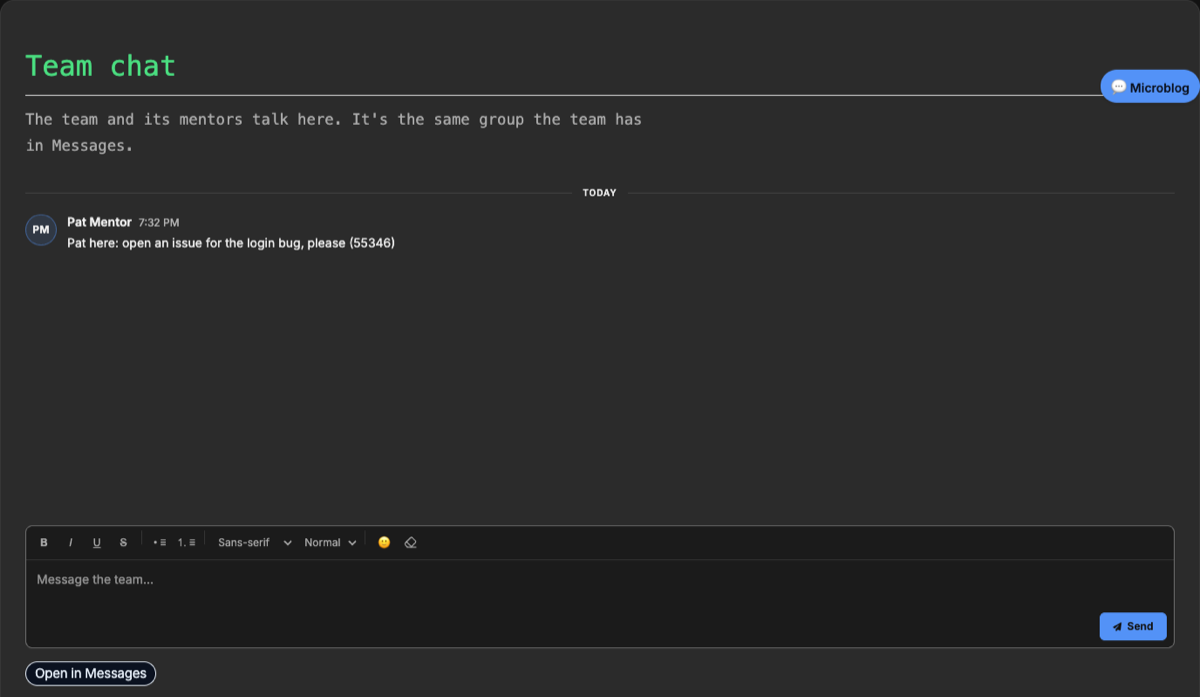 Team chat
💬 Microblog
The team and its mentors talk here. It's the same group the team has
in Messages.
TODAY
PM
Pat Mentor 7:32 PM
Pat here: open an issue for the login bug, please (55346)
B I U S 1. Sans-serif Normal 🙂
Message the team...
Send
Open in Messages